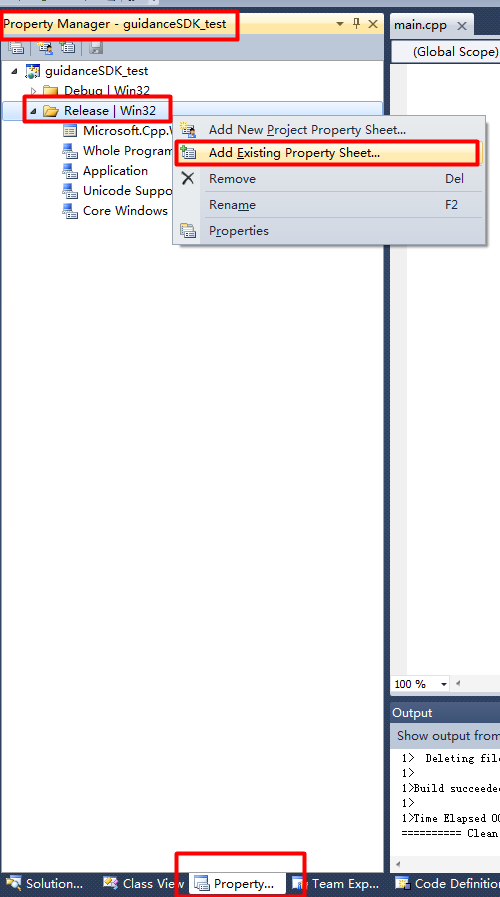 Property Manager - guidanceSDK_test
main.cpp
(Global Scope)
guidanceSDK_test
Debug | Win32
Release | Win32
Microsoft.Cpp.
Whole Program
Application
Unicode Suppo
Core Windows
Add New Project Property Sheet...
Add Existing Property Sheet...
Remove Del
Rename F2
Properties
100 %
Output
Show output from
1> Deleting file
1>
1>Build succeeded
1>
1>Time Elapsed 00
========== Clean
Solution...
Class View
Property...
Team Exp...
Code Definition